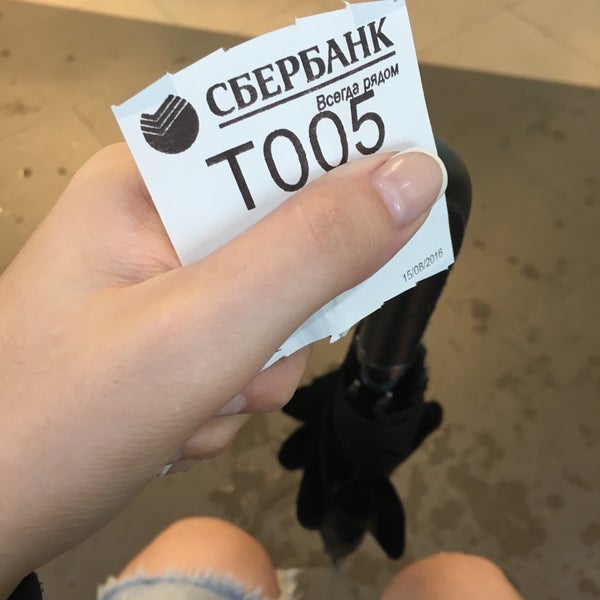 СБЕРБАНК
Всегда рядом
Т005
15/08/2016